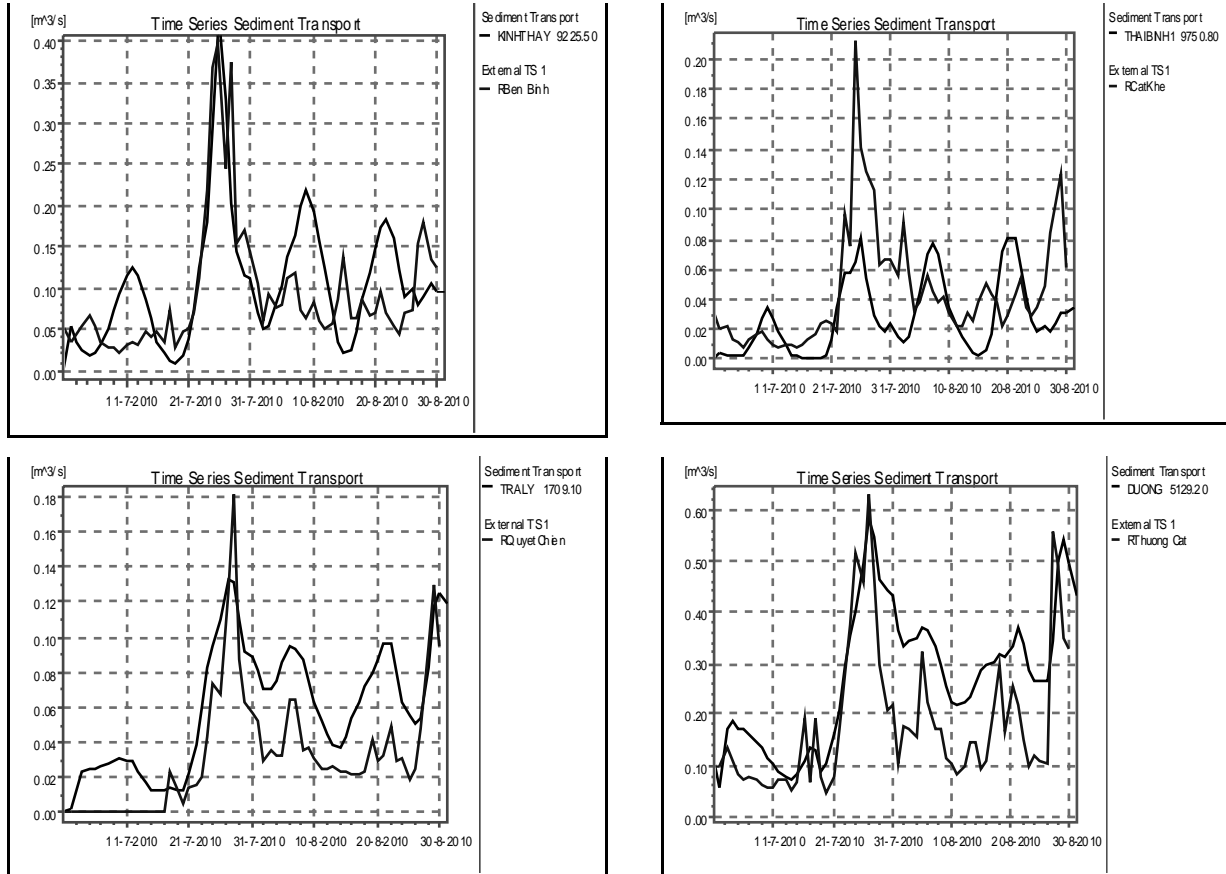 [m^3/s]
Time Series Sediment Transport
0.40
0.35
0.30
0.25
0.20
0.15
0.10
0.05
0.00
11-7-2010 21-7-2010 31-7-2010 10-8-2010 20-8-2010 30-8-2010
Sediment Transport
KINHTHAY 9225.50
External TS 1
RBen Binh
[m^3/s]
Time Series Sediment Transport
0.20
0.18
0.16
0.14
0.12
0.10
0.08
0.06
0.04
0.02
0.00
11-7-2010 21-7-2010 31-7-2010 10-8-2010 20-8-2010 30-8-2010
Sediment Transport
THAIBINH1 9750.80
External TS 1
RCatKhe
[m^3/s]
Time Series Sediment Transport
0.18
0.16
0.14
0.12
0.10
0.08
0.06
0.04
0.02
0.00
11-7-2010 21-7-2010 31-7-2010 10-8-2010 20-8-2010 30-8-2010
Sediment Transport
TRALY 1709.10
External TS 1
RQuyet Chien
[m^3/s]
Time Series Sediment Transport
0.60
0.50
0.40
0.30
0.20
0.10
0.00
11-7-2010 21-7-2010 31-7-2010 10-8-2010 20-8-2010 30-8-2010
Sediment Transport
DUONG 5129.20
External TS 1
RThuong Cat